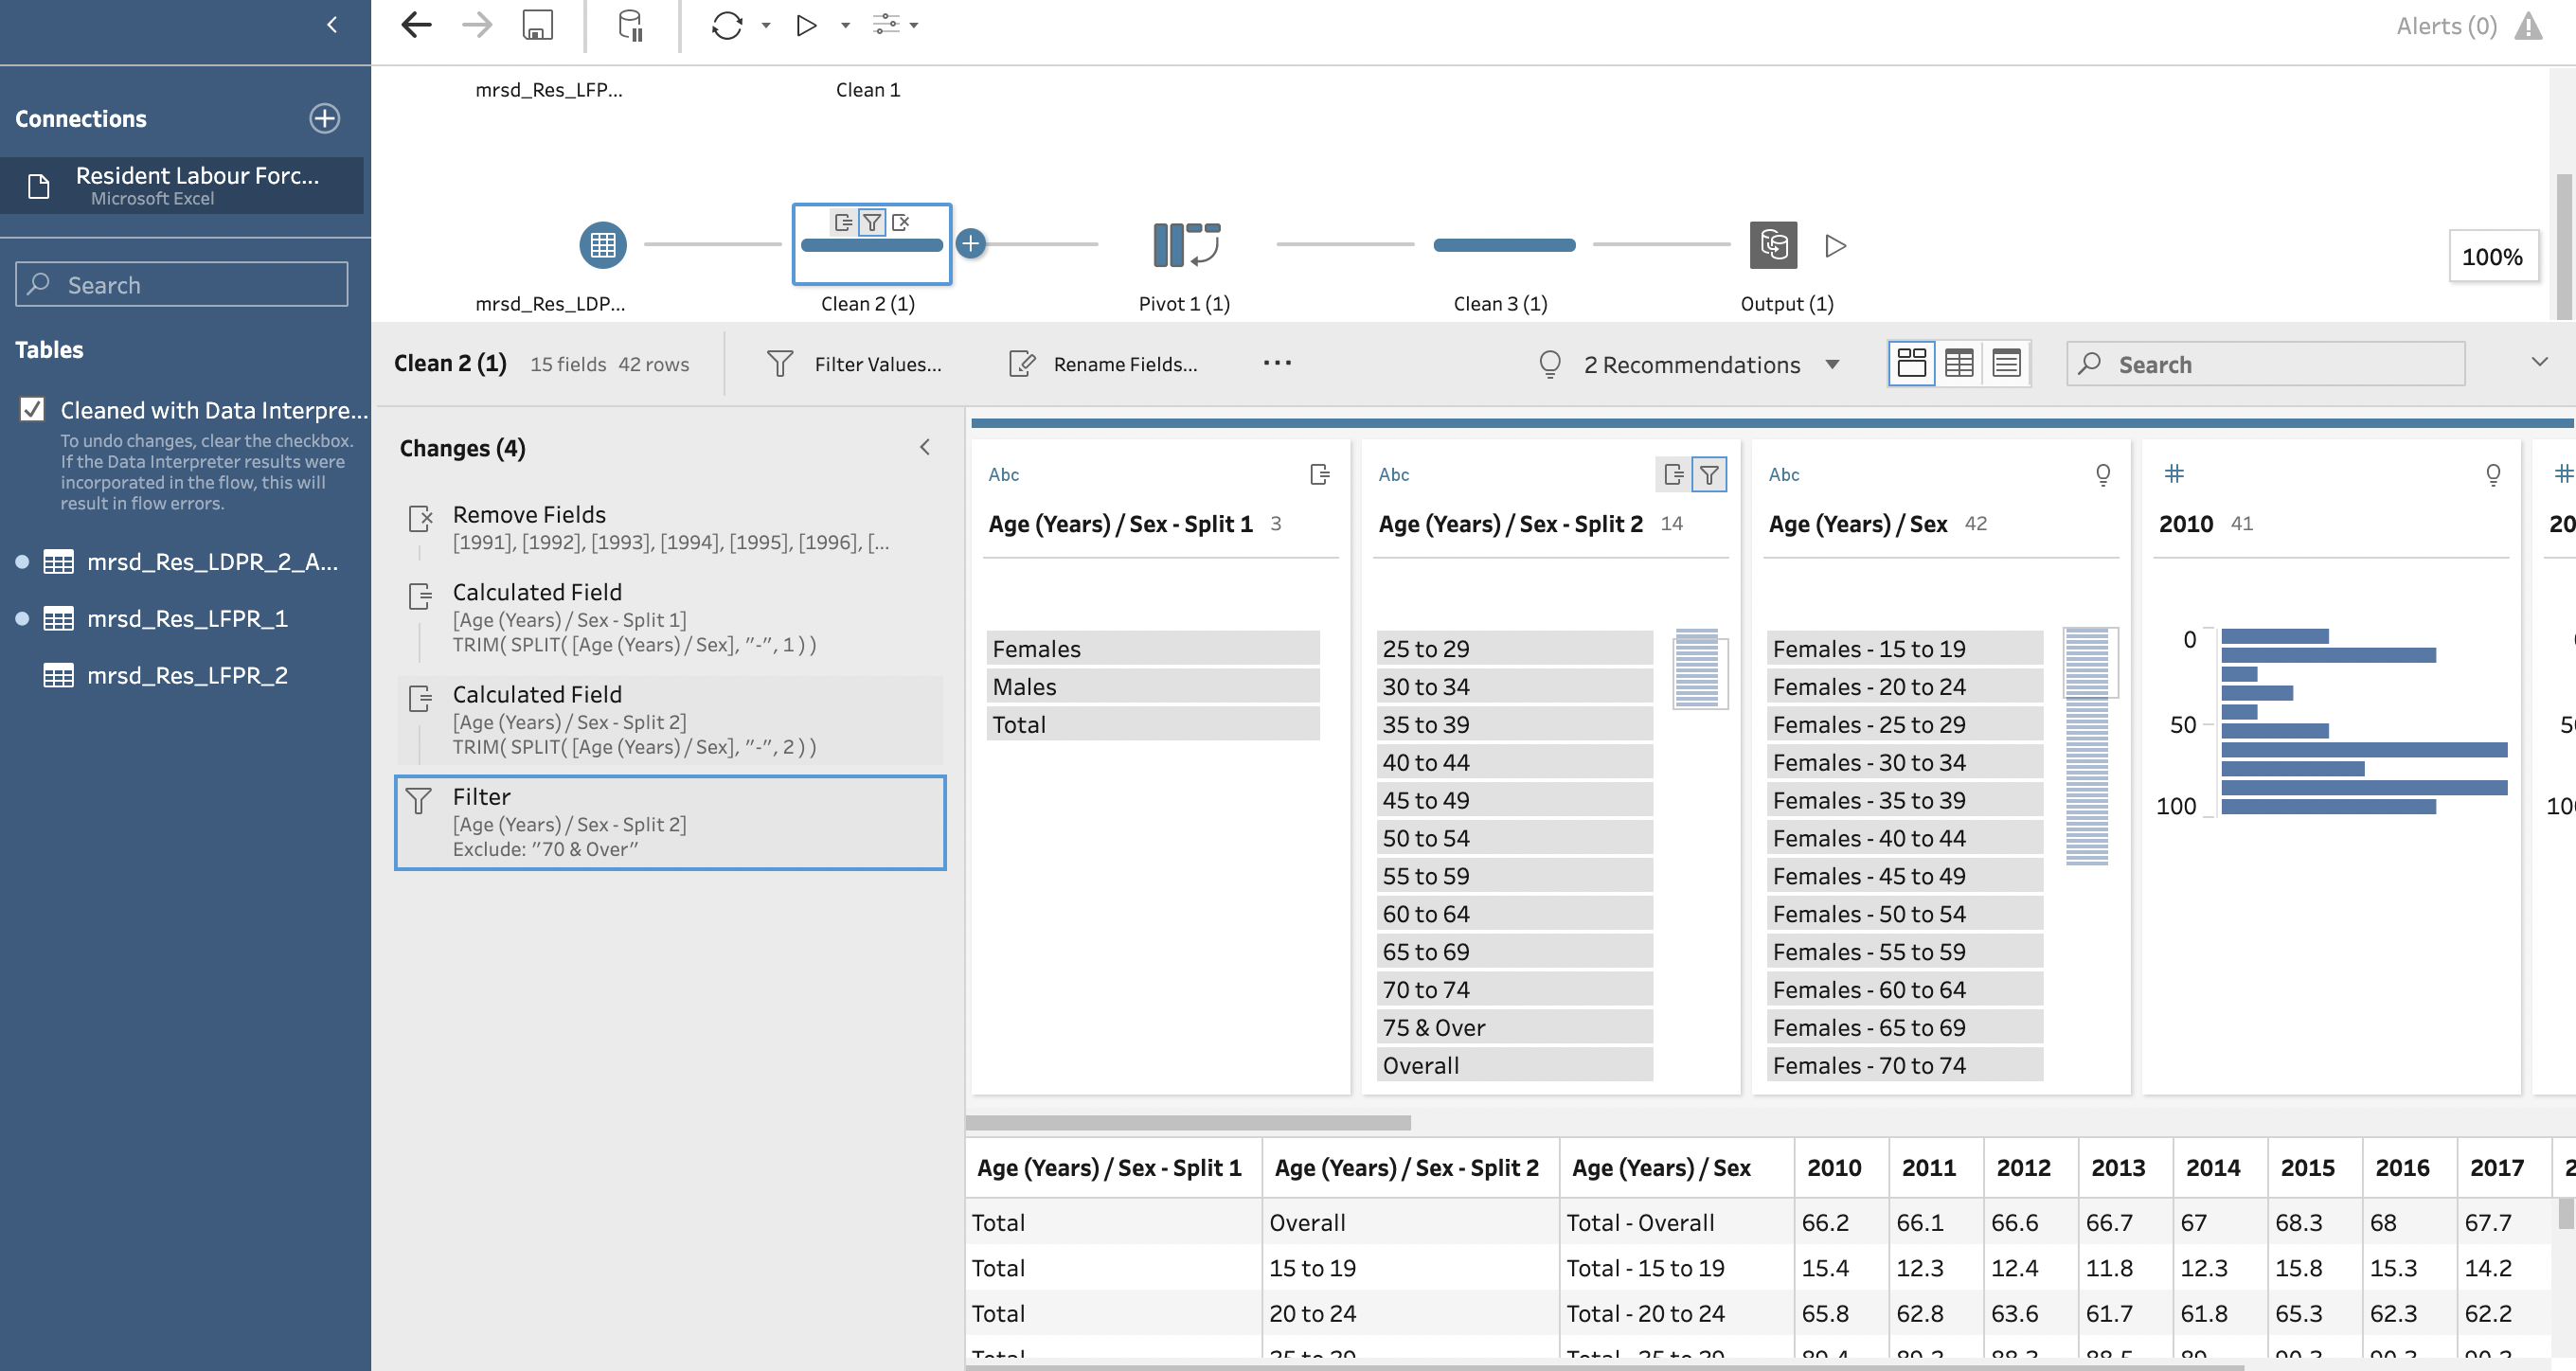 Alerts (0)
Connections
Resident Labour Forc...
Microsoft Excel
Search
Tables
Cleaned with Data Interpre...
To undo changes, clear the checkbox.
If the Data Interpreter results were
incorporated in the flow, this will
result in flow errors.
mrsd_Res_LDPR_2_A...
mrsd_Res_LFPR_1
mrsd_Res_LFPR_2
mrsd_Res_LFP...
Clean 1
100%
mrsd_Res_LDP...
Clean 2 (1)
Pivot 1 (1)
Clean 3 (1)
Output (1)
Clean 2 (1) 15 fields 42 rows
Filter Values...
Rename Fields...
2 Recommendations
Search
Changes (4)
Remove Fields
[1991], [1992], [1993], [1994], [1995], [1996], [...
Calculated Field
[Age (Years) / Sex - Split 1]
TRIM( SPLIT( [Age (Years) / Sex], "-", 1 ) )
Calculated Field
[Age (Years) / Sex - Split 2]
TRIM( SPLIT( [Age (Years) / Sex], "-", 2 ) )
Filter
[Age (Years) / Sex - Split 2]
Exclude: "70 & Over"
Abc
Age (Years) / Sex - Split 1 3
Females
Males
Total
Abc
Age (Years) / Sex - Split 2 14
25 to 29
30 to 34
35 to 39
40 to 44
45 to 49
50 to 54
55 to 59
60 to 64
65 to 69
70 to 74
75 & Over
Overall
Abc
Age (Years) / Sex 42
Females - 15 to 19
Females - 20 to 24
Females - 25 to 29
Females - 30 to 34
Females - 35 to 39
Females - 40 to 44
Females - 45 to 49
Females - 50 to 54
Females - 55 to 59
Females - 60 to 64
Females - 65 to 69
Females - 70 to 74
#
2010 41
0
50
100
#
Age (Years) / Sex - Split 1 Age (Years) / Sex - Split 2 Age (Years) / Sex 2010 2011 2012 2013 2014 2015 2016 2017
Total Overall Total - Overall 66.2 66.1 66.6 66.7 67 68.3 68 67.7
Total 15 to 19 Total - 15 to 19 15.4 12.3 12.4 11.8 12.3 15.8 15.3 14.2
Total 20 to 24 Total - 20 to 24 65.8 62.8 63.6 61.7 61.8 65.3 62.3 62.2